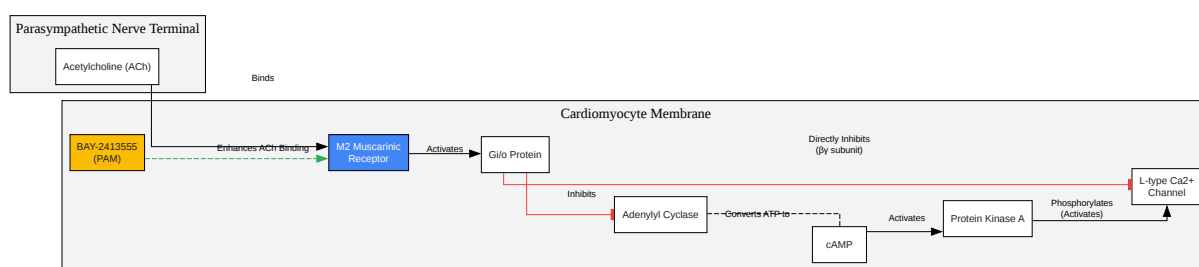 Parasympathetic Nerve Terminal
Acetylcholine (ACh)
Binds
Cardiomyocyte Membrane
BAY-2413555
(PAM)
Enhances ACh Binding
M2 Muscarinic
Receptor
Activates
Gi/o Protein
Directly Inhibits
(βγ subunit)
L-type Ca2+
Channel
Inhibits
Adenylyl Cyclase
Converts ATP to
cAMP
Activates
Protein Kinase A
Phosphorylates
(Activates)